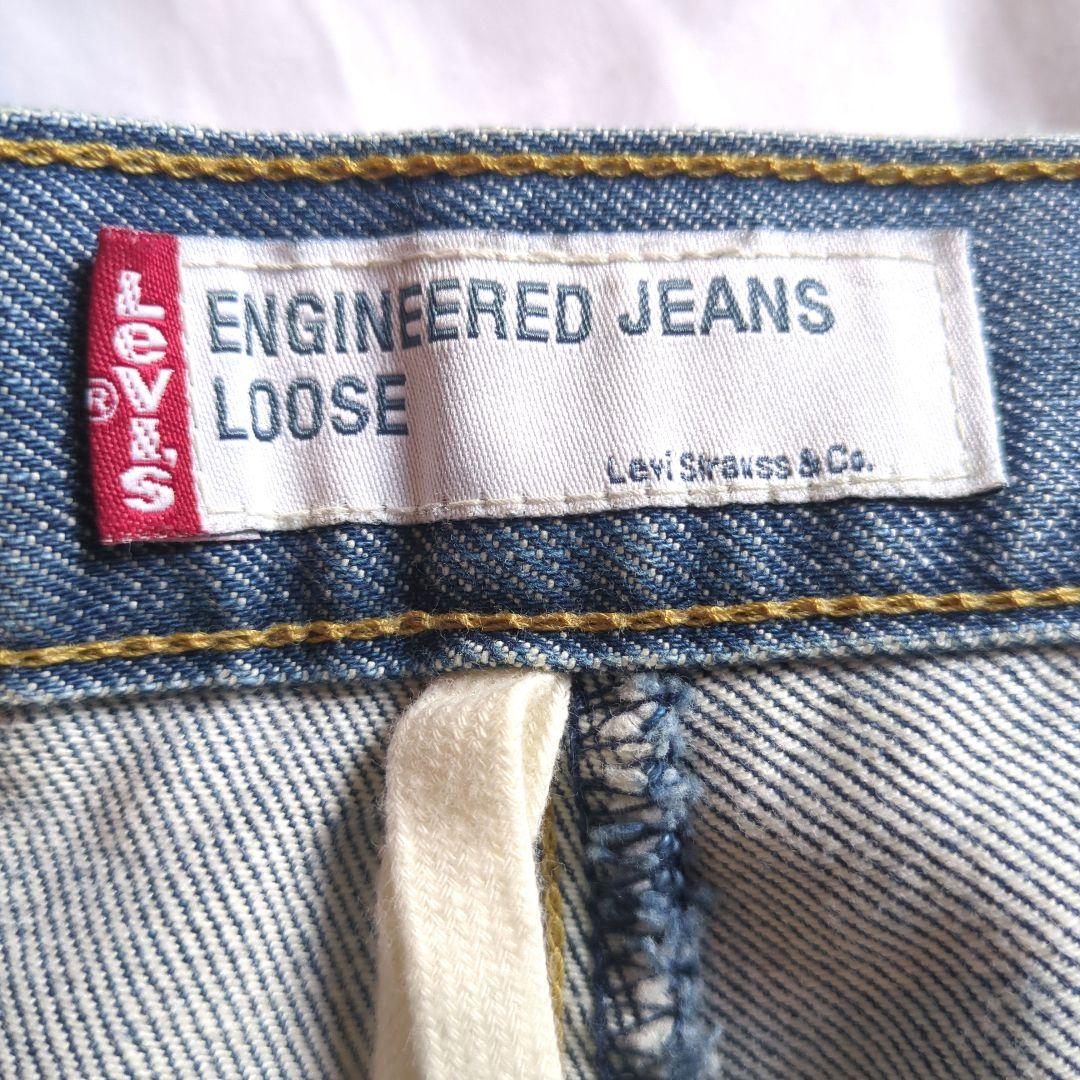 LEVI'S
®
ENGINEERED JEANS
LOOSE
Levi Strauss & Co.